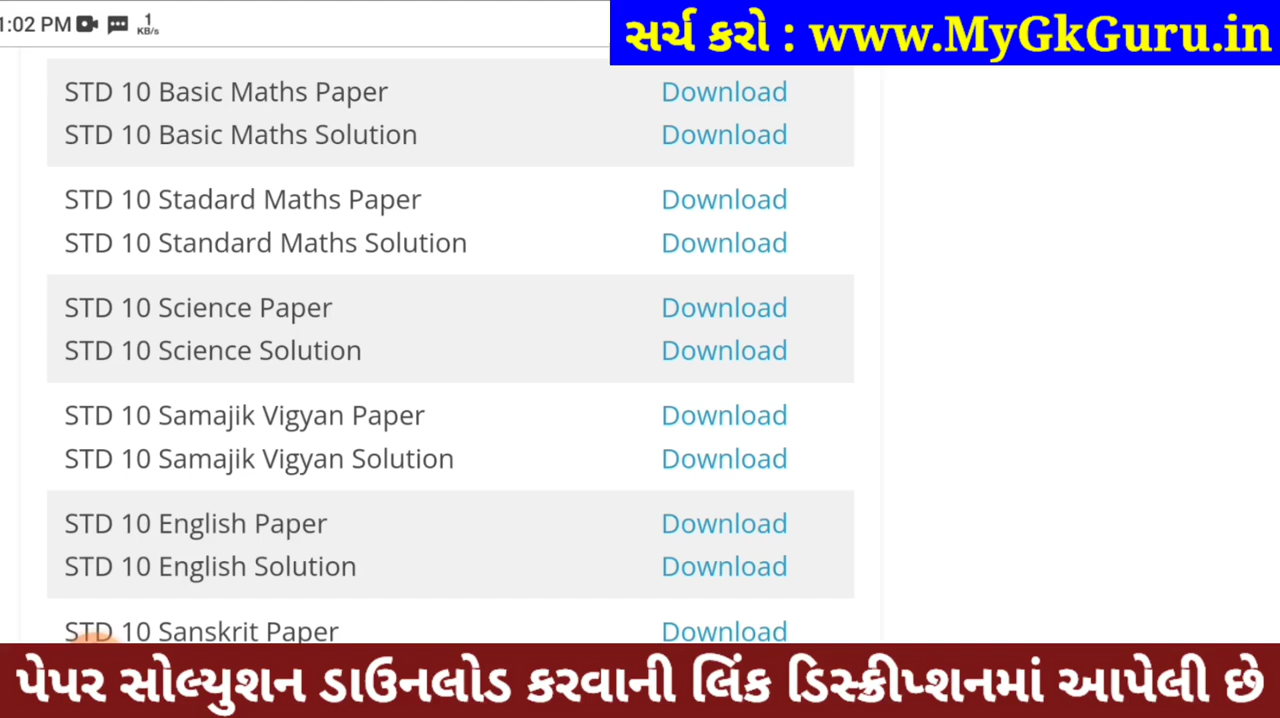 1:02 PM 1 KB/s
સર્ચ કરો : www.MyGkGuru.in
STD 10 Basic Maths Paper Download
STD 10 Basic Maths Solution Download
STD 10 Stadard Maths Paper Download
STD 10 Standard Maths Solution Download
STD 10 Science Paper Download
STD 10 Science Solution Download
STD 10 Samajik Vigyan Paper Download
STD 10 Samajik Vigyan Solution Download
STD 10 English Paper Download
STD 10 English Solution Download
STD 10 Sanskrit Paper Download
પેપર સોલ્યુશન ડાઉનલોડ કરવાની લિંક ડિસ્ક્રીપ્શનમાં આપેલી છે